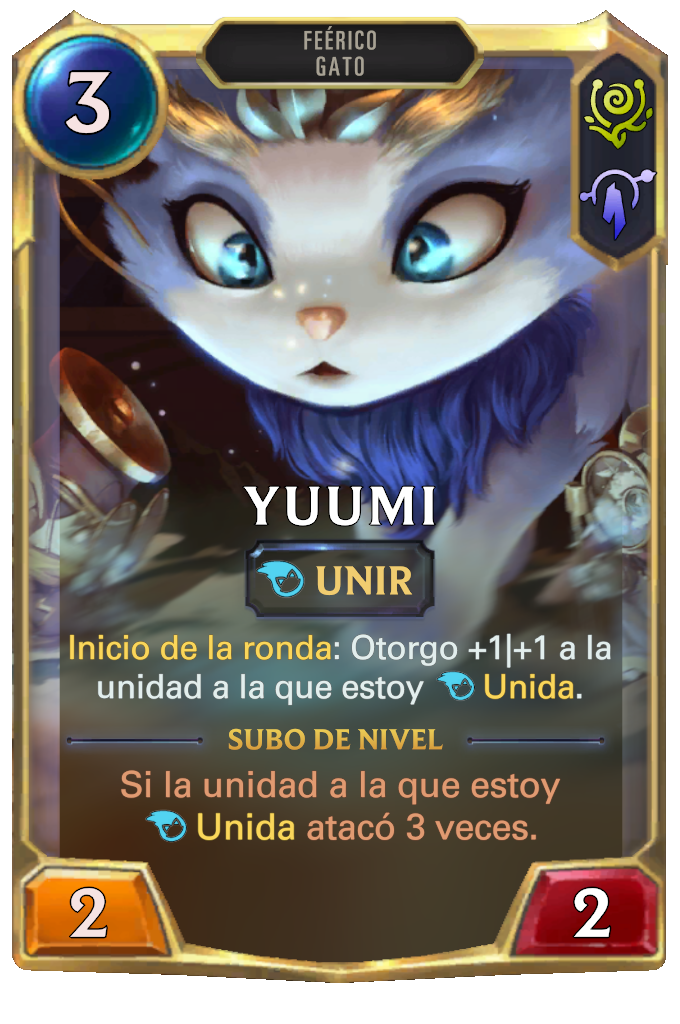 FEÉRICO
GATO
3
YUUMI
UNIR
Inicio de la ronda: Otorgo +1|+1 a la
unidad a la que estoy Unida.
SUBO DE NIVEL
Si la unidad a la que estoy
Unida atacó 3 veces.
2
2